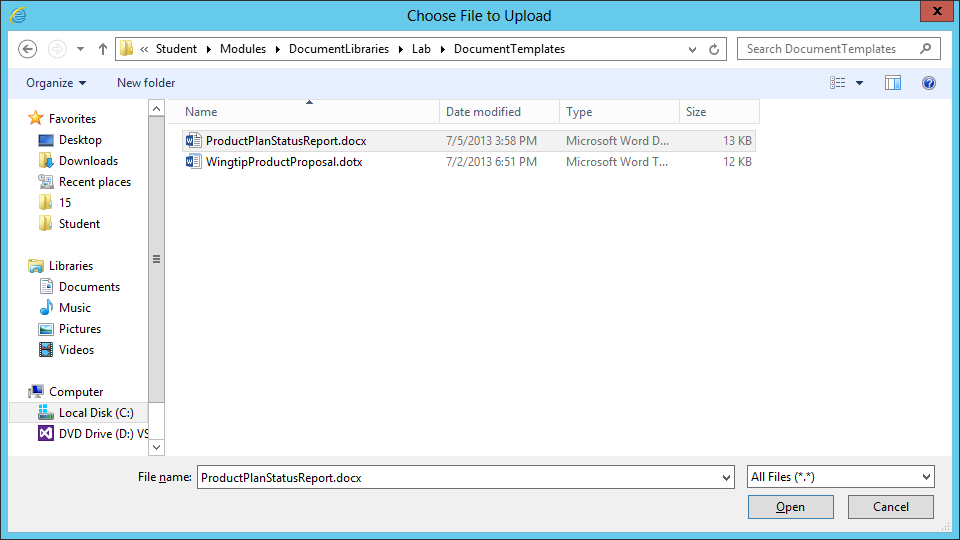 Choose File to Upload
x
« Student Modules DocumentLibraries Lab DocumentTemplates
Search DocumentTemplates
Organize New folder
Name Date modified Type Size
ProductPlanStatusReport.docx 7/5/2013 3:58 PM Microsoft Word D... 13 KB
WingtipProductProposal.dotx 7/2/2013 6:51 PM Microsoft Word T... 12 KB
Favorites
Desktop
Downloads
Recent places
15
Student
Libraries
Documents
Music
Pictures
Videos
Computer
Local Disk (C:)
DVD Drive (D:) VS
File name: ProductPlanStatusReport.docx All Files (*.*)
Open Cancel